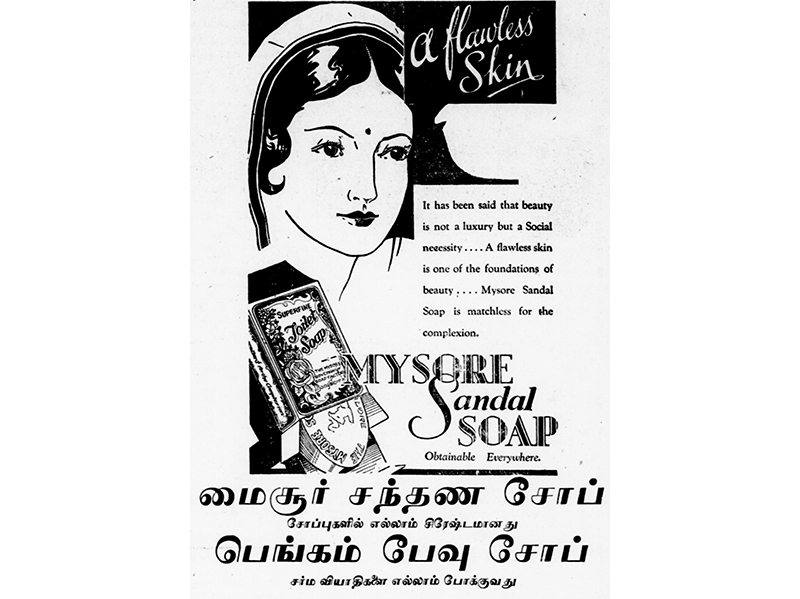 a flawless
Skin
It has been said that beauty
is not a luxury but a Social
necessity .... A flawless skin
is one of the foundations of
beauty .... Mysore Sandal
Soap is matchless for the
complexion.
SUPERFINE
Toilet
Soap
MYSORE
Sandal
SOAP
Obtainable Everywhere.
மைசூர் சந்தண சோப்
சோப்புகளில் எல்லாம் சிரேஷ்டமானது
பெங்கம் பேவு சோப்
சர்ம வியாதிகளை எல்லாம் போக்குவது